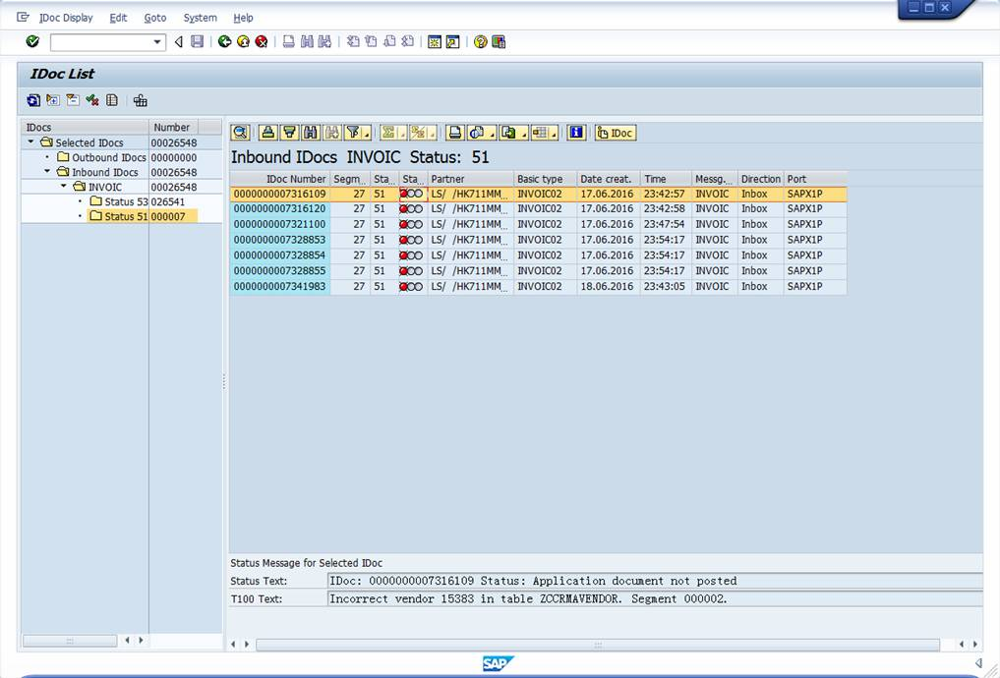 IDoc Display Edit Goto System Help
IDoc List
IDocs Number
Selected IDocs 00026548
Outbound IDocs 00000000
Inbound IDocs 00026548
INVOIC 00026548
Status 53 026541
Status 51 000007
IDoc
Inbound IDocs INVOIC Status: 51
IDoc Number Segm... Sta... Sta... Partner Basic type Date creat. Time Messg... Direction Port
0000000007316109 27 51 LS/ /HK711MM... INVOIC02 17.06.2016 23:42:57 INVOIC Inbox SAPX1P
0000000007316120 27 51 LS/ /HK711MM... INVOIC02 17.06.2016 23:42:58 INVOIC Inbox SAPX1P
0000000007321100 27 51 LS/ /HK711MM... INVOIC02 17.06.2016 23:47:54 INVOIC Inbox SAPX1P
0000000007328853 27 51 LS/ /HK711MM... INVOIC02 17.06.2016 23:54:17 INVOIC Inbox SAPX1P
0000000007328854 27 51 LS/ /HK711MM... INVOIC02 17.06.2016 23:54:17 INVOIC Inbox SAPX1P
0000000007328855 27 51 LS/ /HK711MM... INVOIC02 17.06.2016 23:54:17 INVOIC Inbox SAPX1P
0000000007341983 27 51 LS/ /HK711MM... INVOIC02 18.06.2016 23:43:05 INVOIC Inbox SAPX1P
Status Message for Selected IDoc
Status Text: IDoc: 0000000007316109 Status: Application document not posted
T100 Text: Incorrect vendor 15383 in table ZCCRMAVENDOR. Segment 000002.
SAP